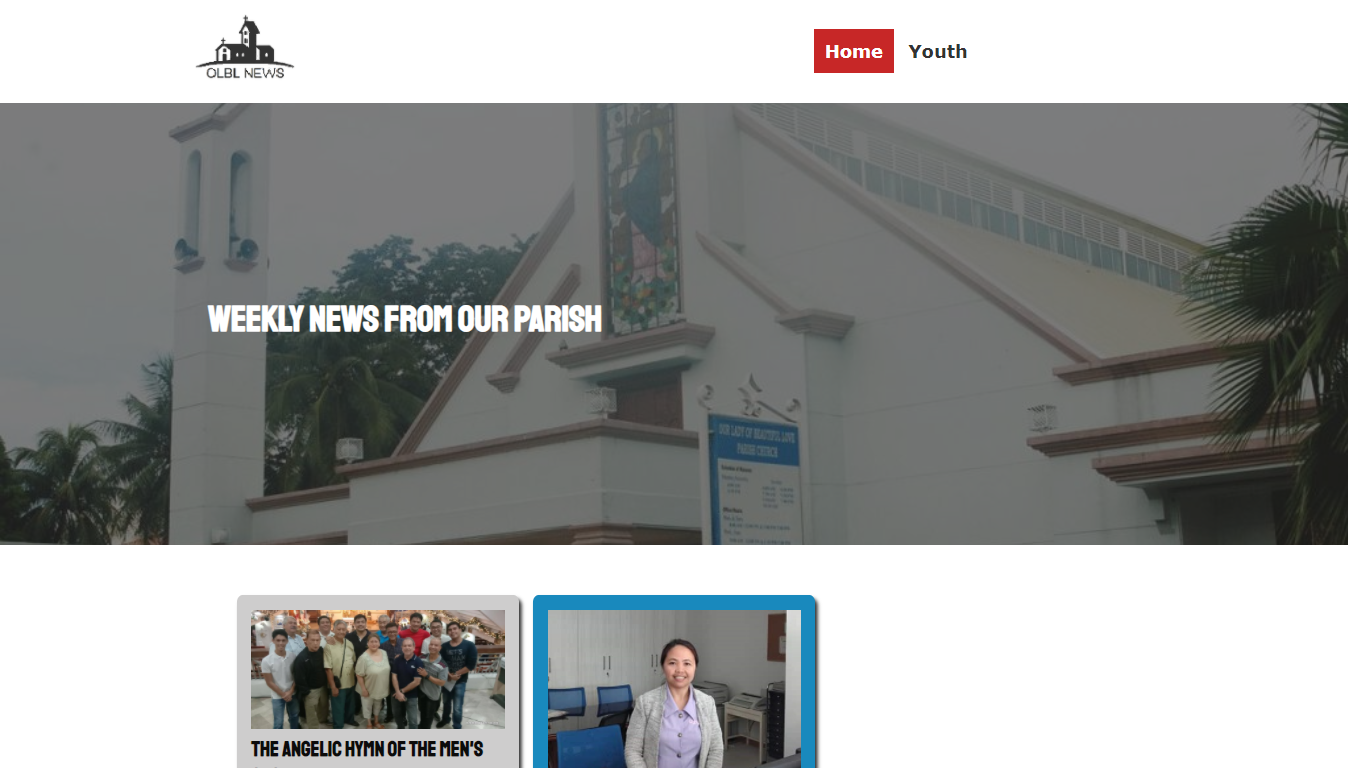 OLBL NEWS
Home
Youth
WEEKLY NEWS FROM OUR PARISH
OUR LADY OF BEAUTIFUL LOVE
PARISH CHURCH
THE ANGELIC HYMN OF THE MEN'S